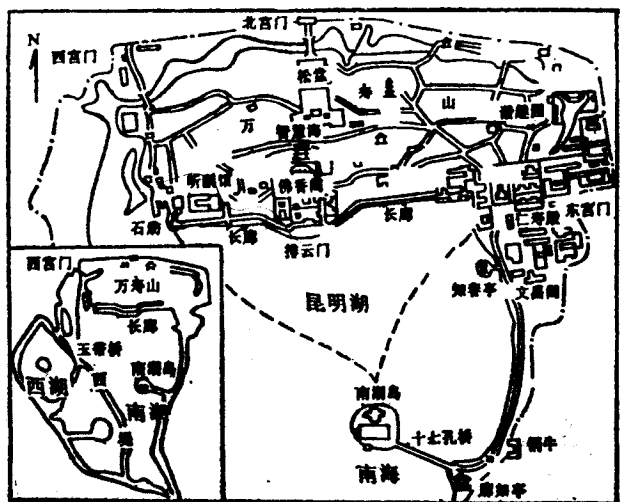 北宫门
N
西宫门
松堂
寿
山
谐趣园
万
智慧海
听鹂馆
佛香阁
长廊
仁寿殿
东宫门
石舫
长廊
排云门
知春亭
文昌阁
昆明湖
南湖岛
十七孔桥
铜牛
南海
廓如亭
西宫门
万寿山
长廊
玉带桥
西湖
西
堤
南湖岛
南湖